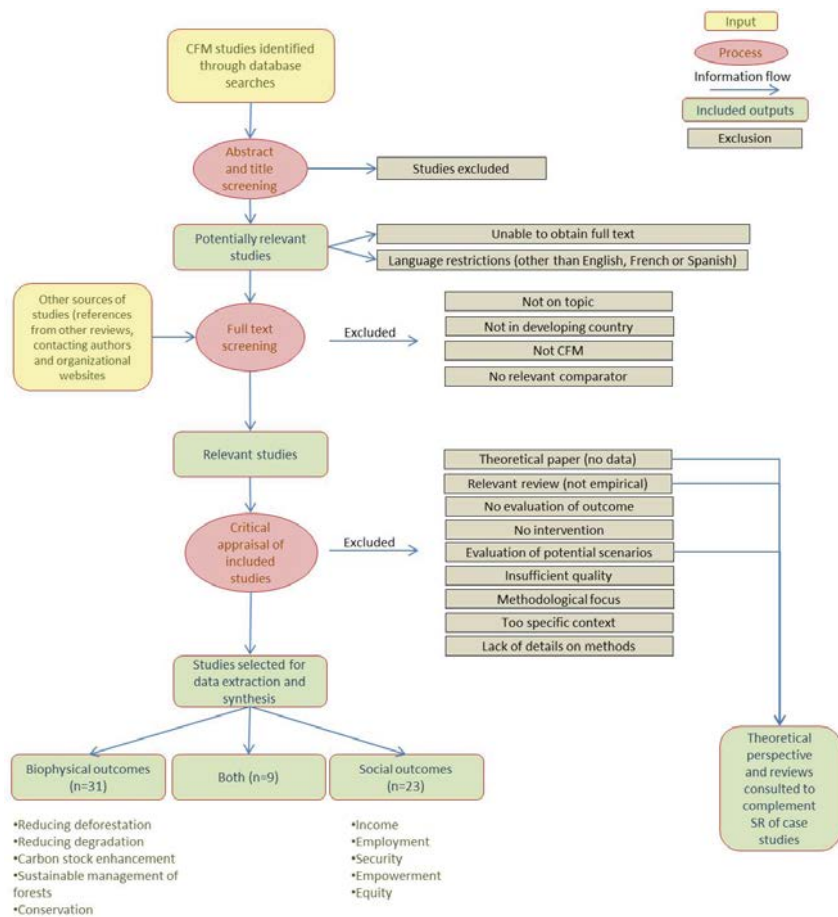 CFM studies identified
through database
searches
Input
Process
Information flow
Included outputs
Exclusion
Abstract
and title
screening
Studies excluded
Potentially relevant
studies
Unable to obtain full text
Language restrictions (other than English, French or Spanish)
Other sources of
studies (references
from other reviews,
contacting authors
and organizational
websites
Full text
screening
Excluded
Not on topic
Not in developing country
Not CFM
No relevant comparator
Relevant studies
Critical
appraisal of
included
studies
Excluded
Theoretical paper (no data)
Relevant review (not empirical)
No evaluation of outcome
No intervention
Evaluation of potential scenarios
Insufficient quality
Methodological focus
Too specific context
Lack of details on methods
Studies selected for
data extraction and
synthesis
Biophysical outcomes
(n=31)
Both (n=9)
Social outcomes
(n=23)
•Reducing deforestation
•Reducing degradation
•Carbon stock enhancement
•Sustainable management of
forests
•Conservation
•Income
•Employment
•Security
•Empowerment
•Equity
Theoretical
perspective
and reviews
consulted to
complement
SR of case
studies